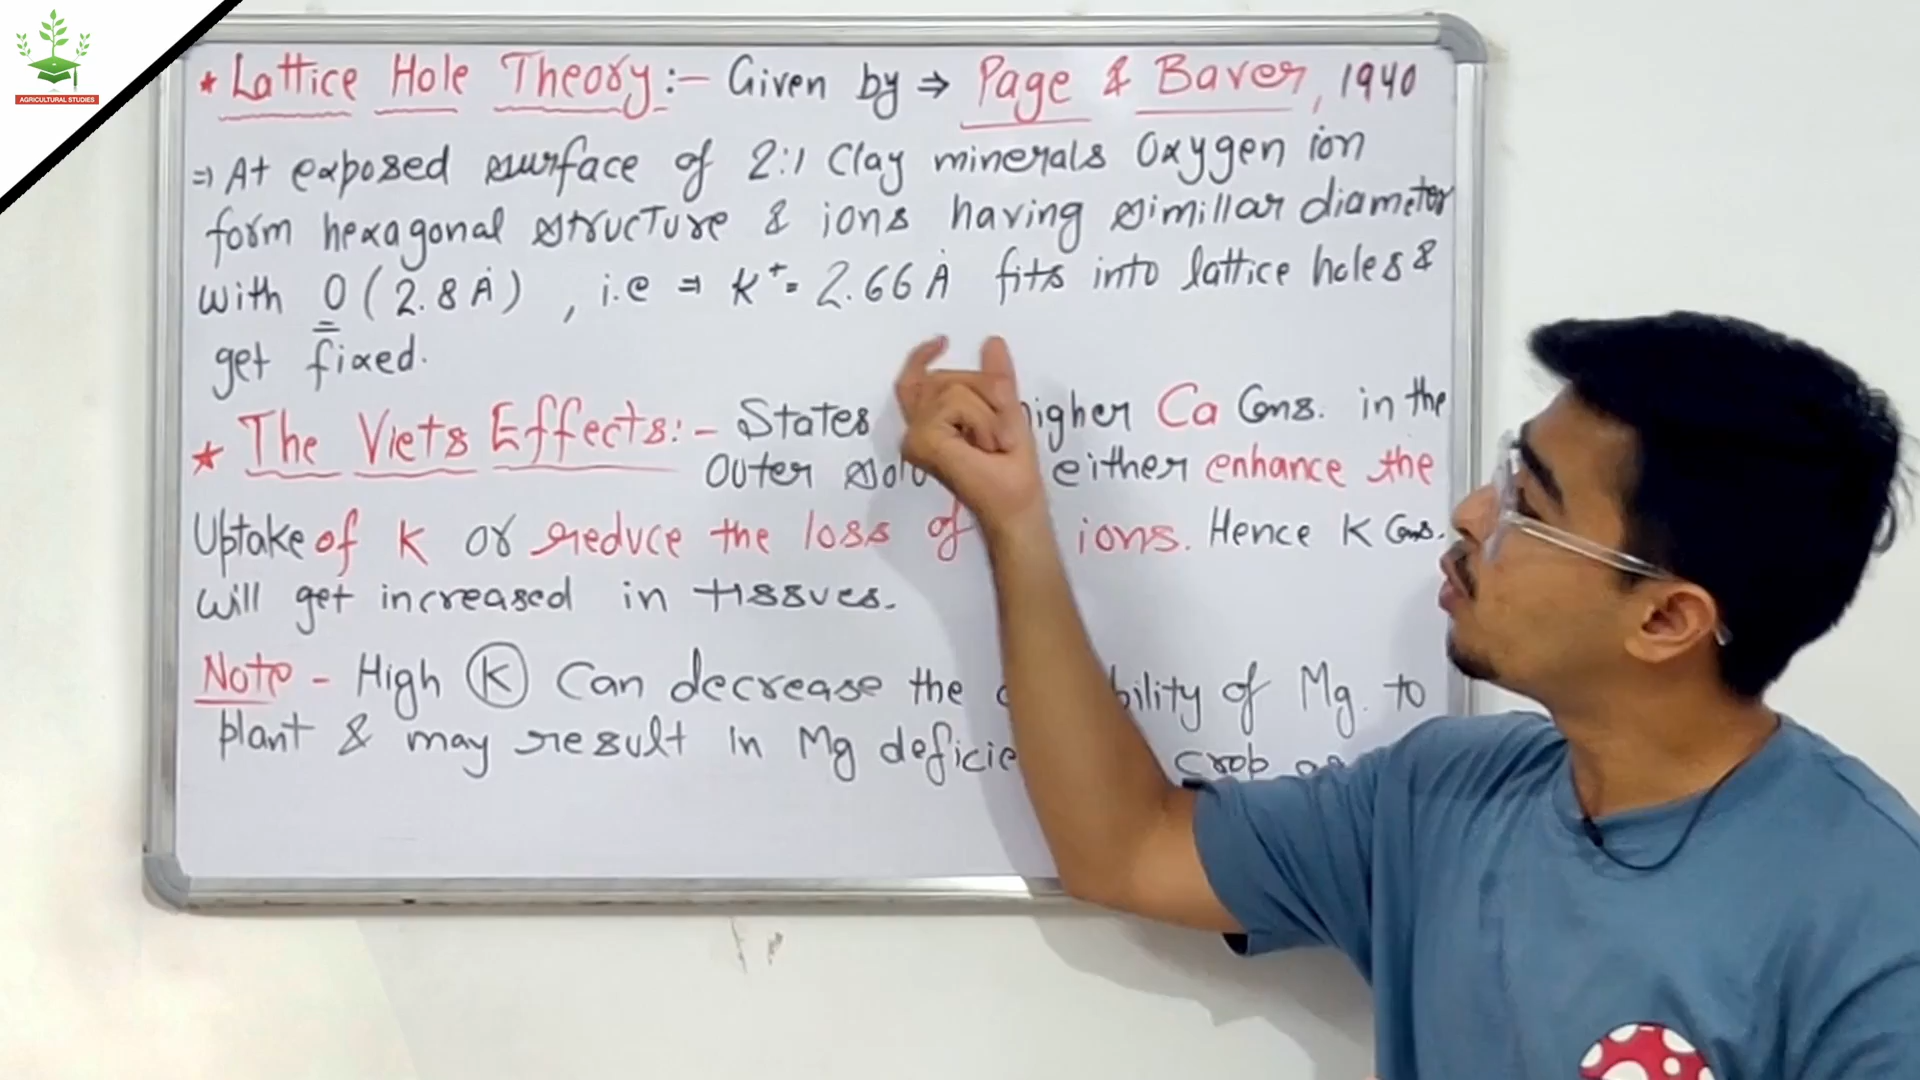 AGRICULTURAL STUDIES
* Lattice Hole Theory :- Given by ⇒ Page & Baver, 1940
⇒ At exposed surface of 2:1 Clay minerals Oxygen ion
form hexagonal structure & ions having simillar diameter
with O (2.8 Å) , i.e ⇒ K⁺ = 2.66 Å fits into lattice holes &
get fixed.
* The Viets Effects :- States higher Ca Cons. in the
Outer either enhance the
Uptake of K or reduce the loss of ions. Hence K Cons.
will get increased in tissues.
Note - High K Can decrease the Of Mg. to
plant & may result in Mg crop